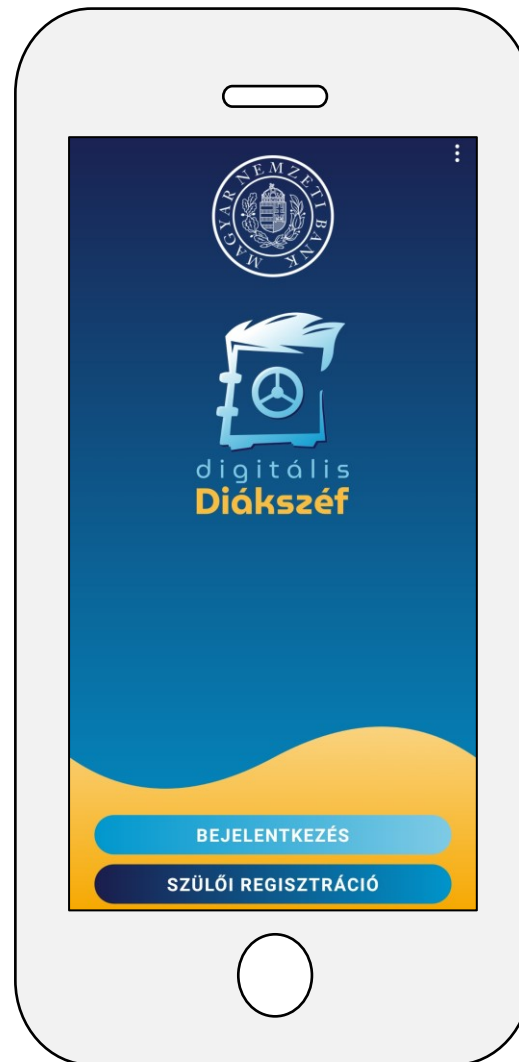 MAGYAR NEMZETI BANK
digitális
Diákszéf
BEJELENTKEZÉS
SZÜLŐI REGISZTRÁCIÓ